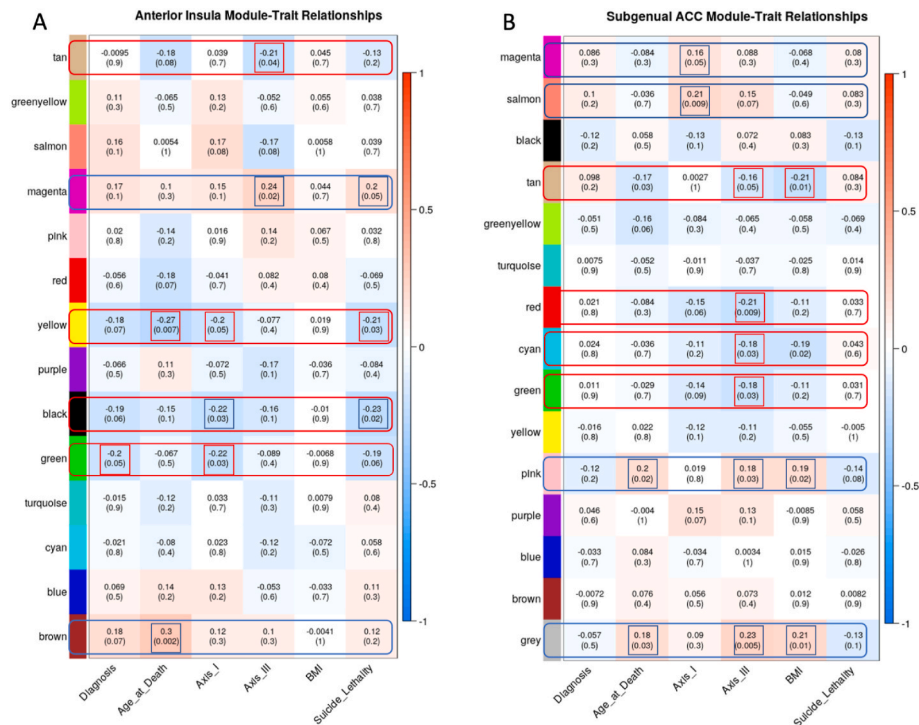 A
Anterior Insula Module-Trait Relationships
tan -0.0095 -0.18 0.039 -0.21 0.045 -0.13
(0.9) (0.08) (0.7) (0.04) (0.7) (0.2)
greenyellow 0.11 -0.065 0.13 -0.052 0.055 0.038
(0.3) (0.5) (0.2) (0.6) (0.6) (0.7)
salmon 0.16 0.0054 0.17 -0.17 0.0058 0.039
(0.1) (1) (0.08) (0.08) (1) (0.7)
magenta 0.17 0.1 0.15 0.24 0.044 0.2
(0.1) (0.3) (0.1) (0.02) (0.7) (0.05)
pink 0.02 -0.14 0.016 0.14 0.067 0.032
(0.8) (0.2) (0.9) (0.2) (0.5) (0.8)
red -0.056 -0.18 -0.041 0.082 0.08 -0.069
(0.6) (0.07) (0.7) (0.4) (0.4) (0.5)
yellow -0.18 -0.27 -0.2 -0.077 0.019 -0.21
(0.07) (0.007) (0.05) (0.4) (0.9) (0.03)
purple -0.066 0.11 -0.072 -0.17 -0.036 -0.084
(0.5) (0.3) (0.5) (0.1) (0.7) (0.4)
black -0.19 -0.15 -0.22 -0.16 -0.01 -0.23
(0.06) (0.1) (0.03) (0.1) (0.9) (0.02)
green -0.2 -0.067 -0.22 -0.089 -0.0068 -0.19
(0.05) (0.5) (0.03) (0.4) (0.9) (0.06)
turquoise -0.015 -0.12 0.033 -0.11 0.0079 0.08
(0.9) (0.2) (0.7) (0.3) (0.9) (0.4)
cyan -0.021 -0.08 0.023 -0.12 -0.072 0.058
(0.8) (0.4) (0.8) (0.2) (0.5) (0.6)
blue 0.069 0.14 0.13 -0.053 -0.033 0.11
(0.5) (0.2) (0.2) (0.6) (0.7) (0.3)
brown 0.18 0.3 0.12 0.1 -0.0041 0.12
(0.07) (0.002) (0.3) (0.3) (1) (0.2)
Diagnosis Age_at_Death Axis_I Axis_III BMI Suicide_Lethality
1
0.5
0
-0.5
-1
B
Subgenual ACC Module-Trait Relationships
magenta 0.086 -0.084 0.16 0.088 -0.068 0.08
(0.3) (0.3) (0.05) (0.3) (0.4) (0.3)
salmon 0.1 -0.036 0.21 0.15 -0.049 0.083
(0.2) (0.7) (0.009) (0.07) (0.6) (0.3)
black -0.12 0.058 -0.13 0.072 0.083 -0.13
(0.2) (0.5) (0.1) (0.4) (0.3) (0.1)
tan 0.098 -0.17 0.0027 -0.16 -0.21 0.084
(0.2) (0.03) (1) (0.05) (0.01) (0.3)
greenyellow -0.051 -0.16 -0.084 -0.065 -0.058 -0.069
(0.5) (0.06) (0.3) (0.4) (0.5) (0.4)
turquoise 0.0075 -0.052 -0.011 -0.037 -0.025 0.014
(0.9) (0.5) (0.9) (0.7) (0.8) (0.9)
red 0.021 -0.084 -0.15 -0.21 -0.11 0.033
(0.8) (0.3) (0.06) (0.009) (0.2) (0.7)
cyan 0.024 -0.036 -0.11 -0.18 -0.19 0.043
(0.8) (0.7) (0.2) (0.03) (0.02) (0.6)
green 0.011 -0.029 -0.14 -0.18 -0.11 0.031
(0.9) (0.7) (0.09) (0.03) (0.2) (0.7)
yellow -0.016 0.022 -0.12 -0.11 -0.055 -0.005
(0.8) (0.8) (0.1) (0.2) (0.5) (1)
pink -0.12 0.2 0.019 0.18 0.19 -0.14
(0.2) (0.02) (0.8) (0.03) (0.02) (0.08)
purple 0.046 -0.004 0.15 0.13 -0.0085 0.058
(0.6) (1) (0.07) (0.1) (0.9) (0.5)
blue -0.033 0.084 -0.034 0.0034 0.015 -0.026
(0.7) (0.3) (0.7) (1) (0.9) (0.8)
brown -0.0072 0.076 0.056 0.073 0.012 0.0082
(0.9) (0.4) (0.5) (0.4) (0.9) (0.9)
grey -0.057 0.18 0.09 0.23 0.21 -0.13
(0.5) (0.03) (0.3) (0.005) (0.01) (0.1)
Diagnosis Age_at_Death Axis_I Axis_III BMI Suicide_Lethality
1
0.5
0
-0.5
-1